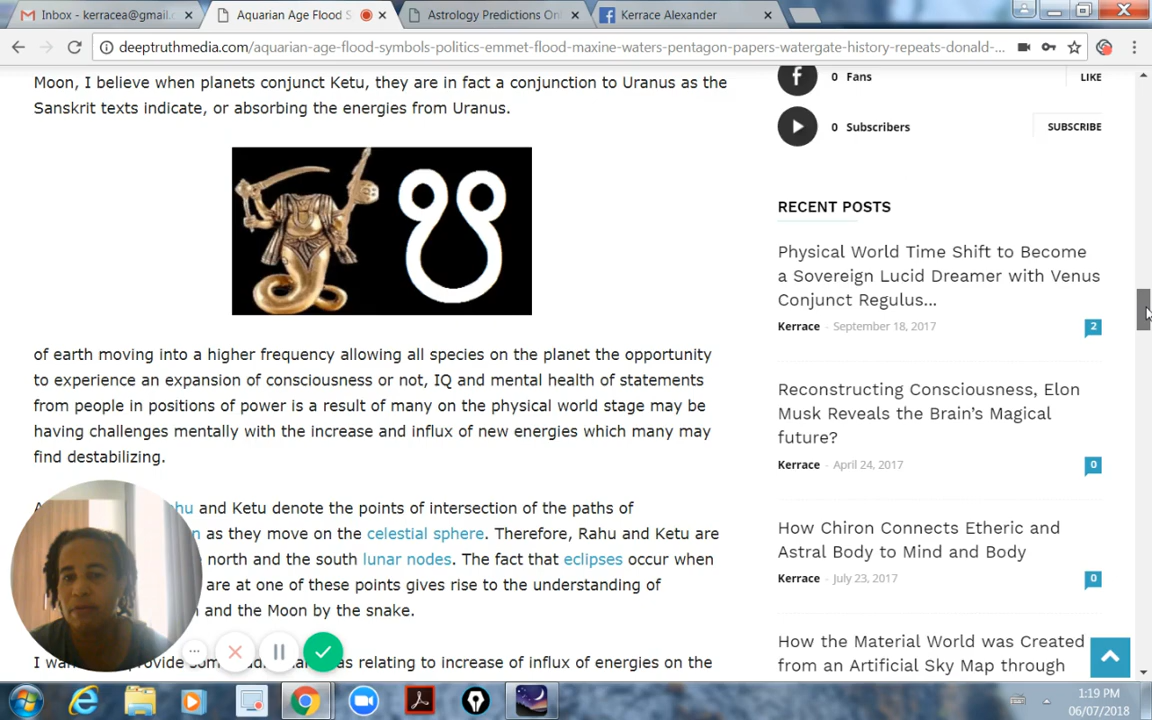 Inbox - kerracea@gmail.c
Aquarian Age Flood S
Astrology Predictions On
Kerrace Alexander
deeptruthmedia.com/aquarian-age-flood-symbols-politics-emmet-flood-maxine-waters-pentagon-papers-watergate-history-repeats-donald-...
Moon, I believe when planets conjunct Ketu, they are in fact a conjunction to Uranus as the
Sanskrit texts indicate, or absorbing the energies from Uranus.
of earth moving into a higher frequency allowing all species on the planet the opportunity
to experience an expansion of consciousness or not, IQ and mental health of statements
from people in positions of power is a result of many on the physical world stage may be
having challenges mentally with the increase and influx of new energies which many may
find destabilizing.
hu and Ketu denote the points of intersection of the paths of
as they move on the celestial sphere. Therefore, Rahu and Ketu are
north and the south lunar nodes. The fact that eclipses occur when
are at one of these points gives rise to the understanding of
and the Moon by the snake.
relating to increase of influx of energies on the
0 Fans
LIKE
0 Subscribers
SUBSCRIBE
RECENT POSTS
Physical World Time Shift to Become
a Sovereign Lucid Dreamer with Venus
Conjunct Regulus...
Kerrace - September 18, 2017
2
Reconstructing Consciousness, Elon
Musk Reveals the Brain's Magical
future?
Kerrace - April 24, 2017
0
How Chiron Connects Etheric and
Astral Body to Mind and Body
Kerrace - July 23, 2017
0
How the Material World was Created
from an Artificial Sky Map through
1:19 PM
06/07/2018